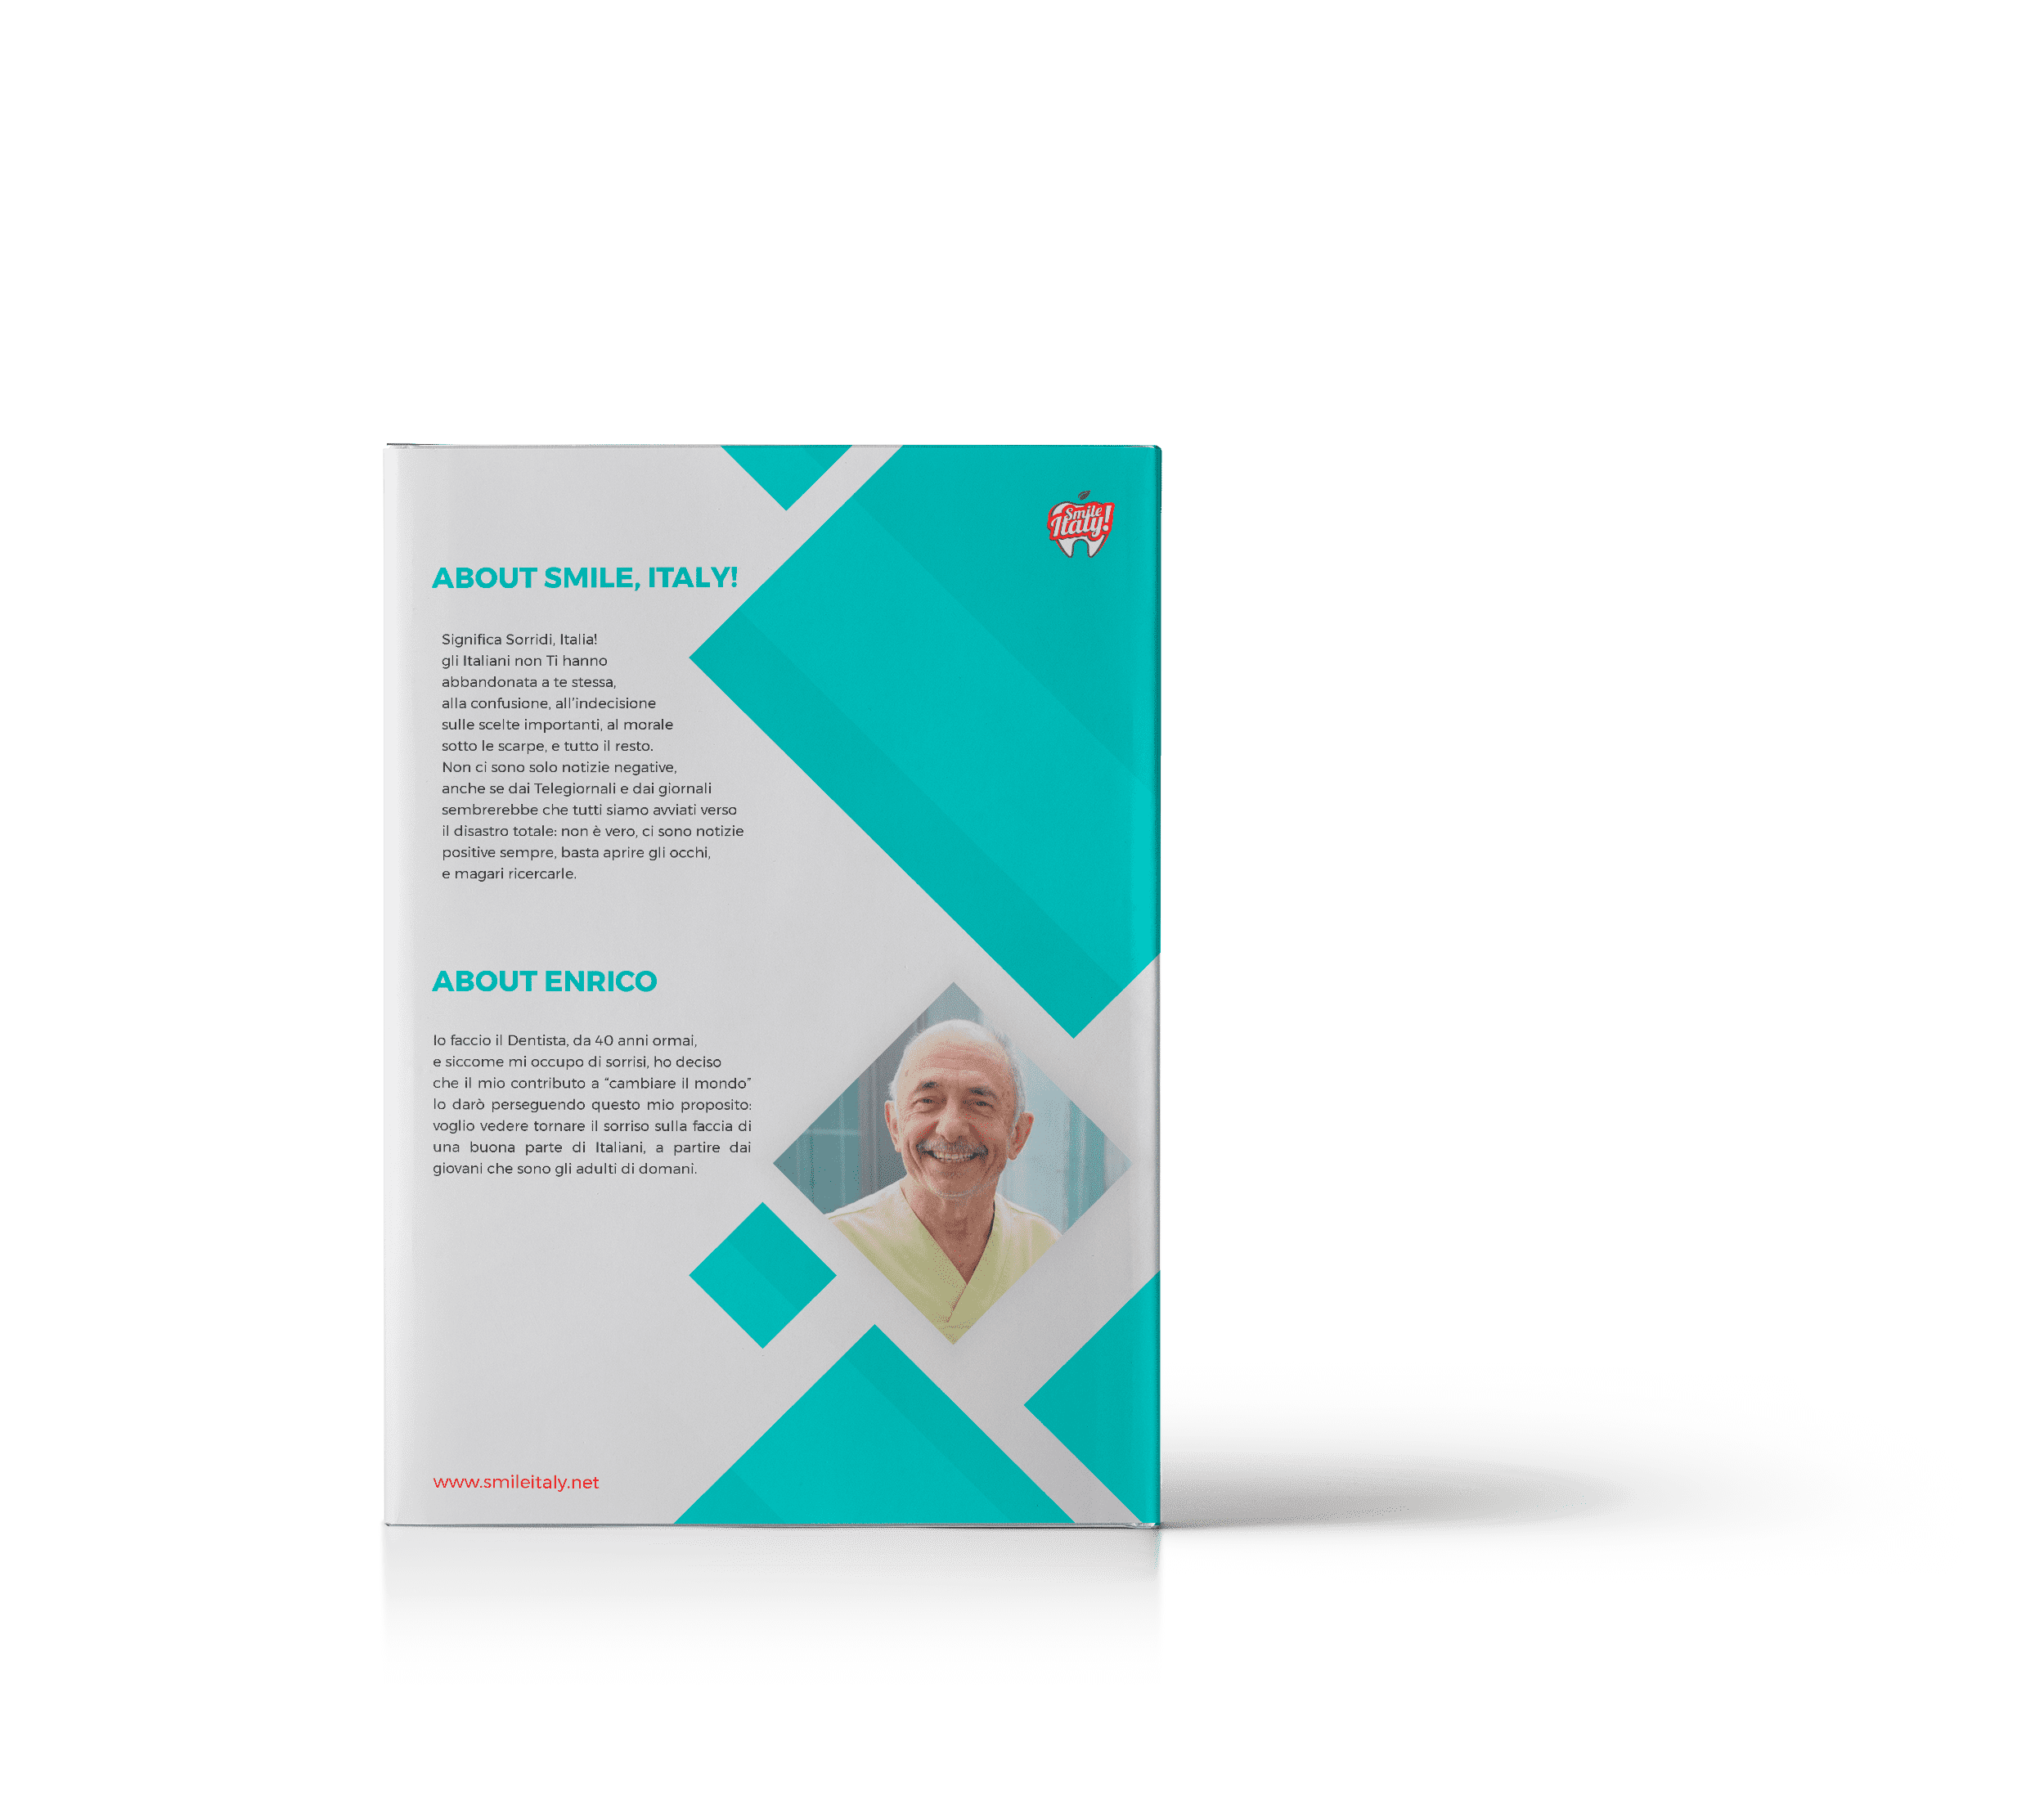 Smile
Italy!
ABOUT SMILE, ITALY!
Significa Sorridi, Italia!
gli Italiani non Ti hanno
abbandonata a te stessa,
alla confusione, all'indecisione
sulle scelte importanti, al morale
sotto le scarpe, e tutto il resto.
Non ci sono solo notizie negative,
anche se dai Telegiornali e dai giornali
sembrerebbe che tutti siamo avviati verso
il disastro totale: non è vero, ci sono notizie
positive sempre, basta aprire gli occhi,
e magari ricercarle.
ABOUT ENRICO
Io faccio il Dentista, da 40 anni ormai,
e siccome mi occupo di sorrisi, ho deciso
che il mio contributo a “cambiare il mondo”
lo darò perseguendo questo mio proposito:
voglio vedere tornare il sorriso sulla faccia di
una buona parte di Italiani, a partire dai
giovani che sono gli adulti di domani.
www.smileitaly.net